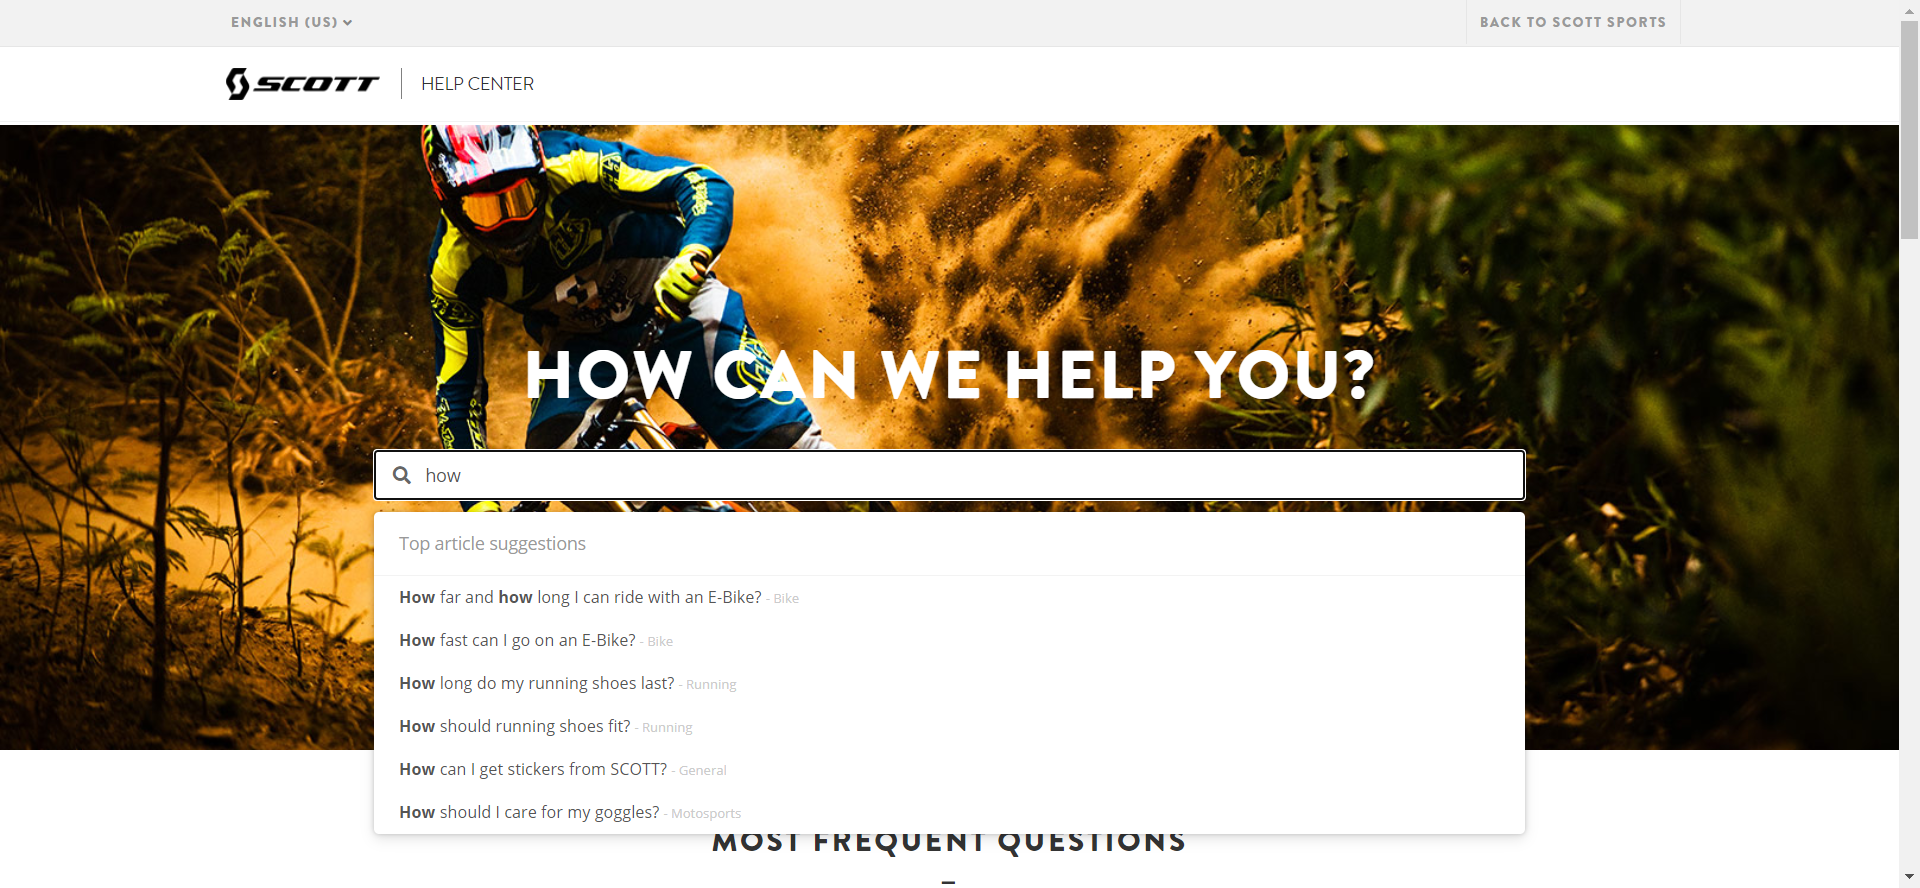 ENGLISH (US)
BACK TO SCOTT SPORTS
SCOTT
HELP CENTER
HOW CAN WE HELP YOU?
how
Top article suggestions
How far and how long I can ride with an E-Bike? - Bike
How fast can I go on an E-Bike? - Bike
How long do my running shoes last? - Running
How should running shoes fit? - Running
How can I get stickers from SCOTT? - General
How should I care for my goggles? - Motosports
MOST FREQUENT QUESTIONS